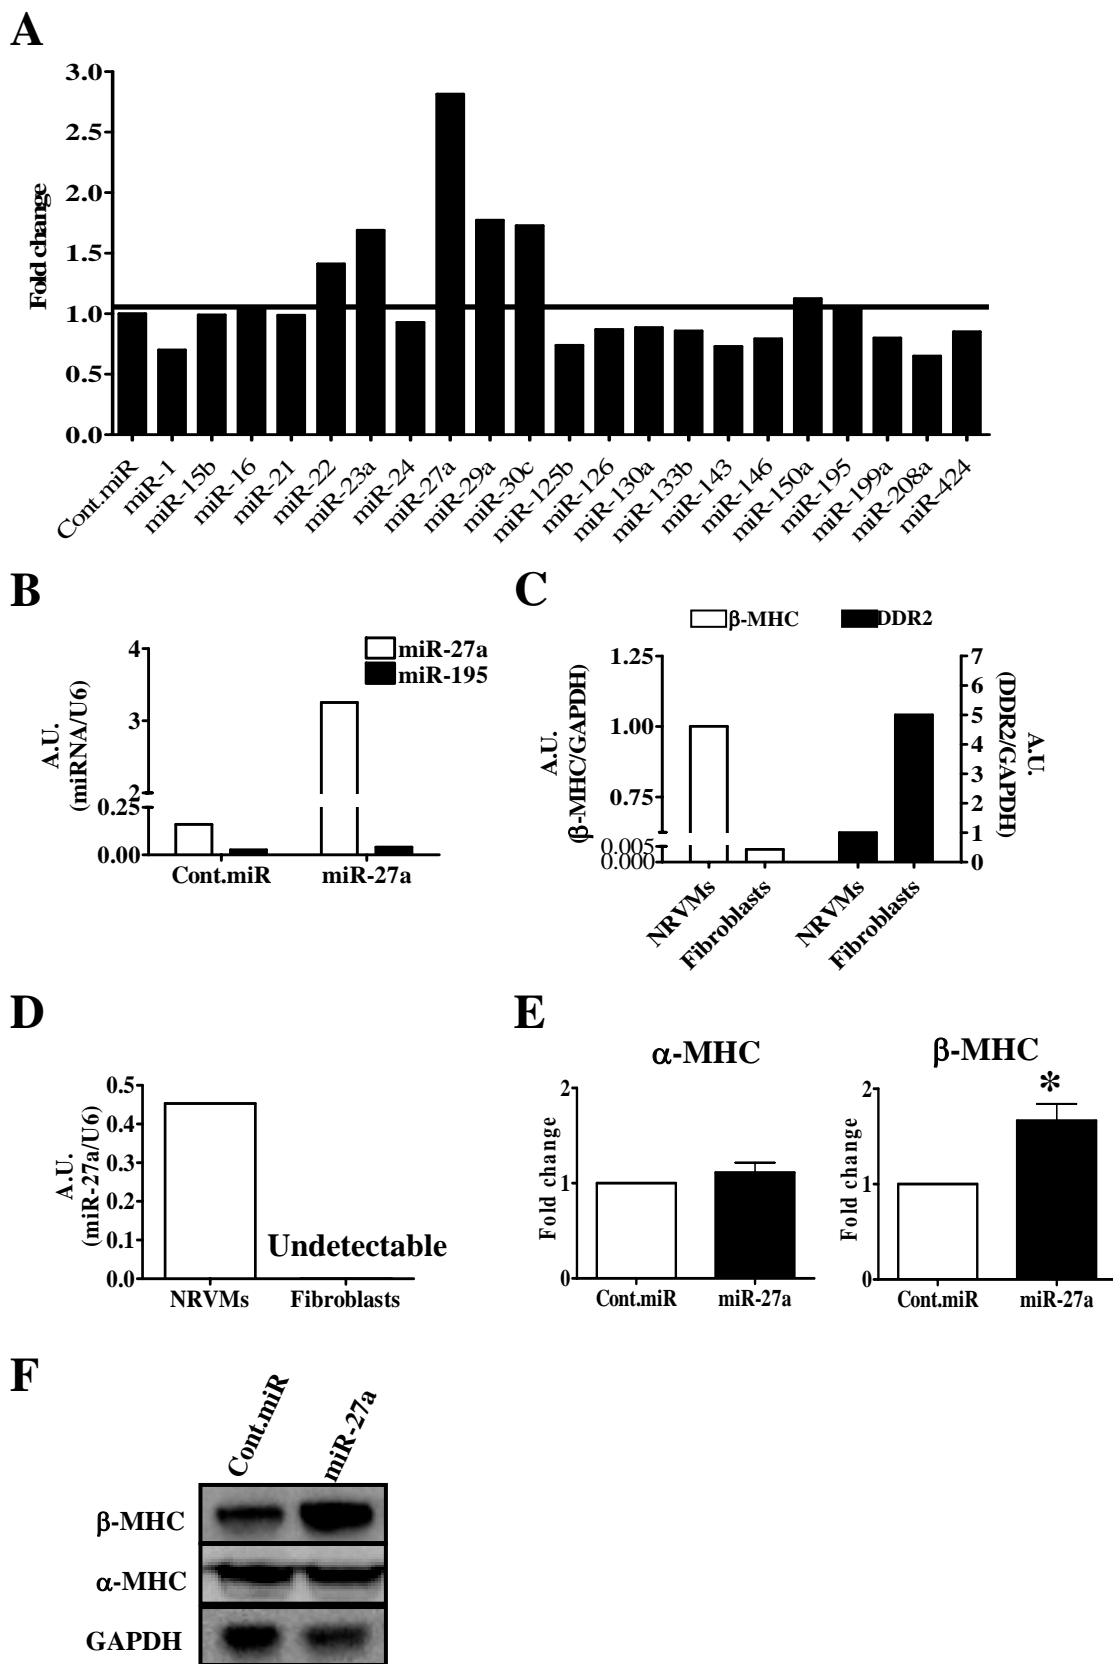 A
3.0
2.5
2.0
1.5
1.0
0.5
0.0
Fold change
Cont.miR
miR-1
miR-15b
miR-16
miR-21
miR-22
miR-23a
miR-24
miR-27a
miR-29a
miR-30c
miR-125b
miR-126
miR-130a
miR-133b
miR-143
miR-146
miR-150a
miR-195
miR-199a
miR-208a
miR-424
B
miR-27a
miR-195
4
3
2
0.25
0.00
A.U.
(miRNA/U6)
Cont.miR miR-27a
C
β-MHC DDR2
1.25
1.00
0.75
0.005
0.000
A.U.
(β-MHC/GAPDH)
7
6
5
4
3
2
1
0
A.U.
(DDR2/GAPDH)
NRVMs
Fibroblasts
NRVMs
Fibroblasts
D
0.5
0.4
0.3
0.2
0.1
0.0
A.U.
(miR-27a/U6)
Undetectable
NRVMs Fibroblasts
E
α-MHC
2
1
0
Fold change
Cont.miR miR-27a
β-MHC
*
2
1
0
Fold change
Cont.miR miR-27a
F
Cont.miR
miR-27a
β-MHC
α-MHC
GAPDH